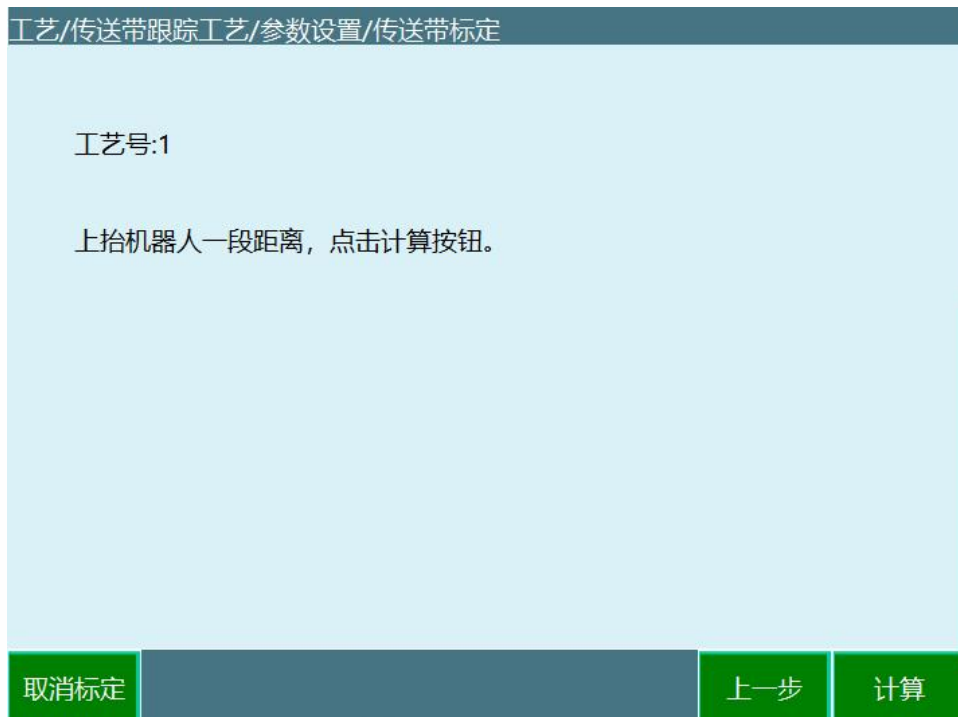 工艺/传送带跟踪工艺/参数设置/传送带标定
工艺号:1
上抬机器人一段距离，点击计算按钮。
取消标定
上一步
计算